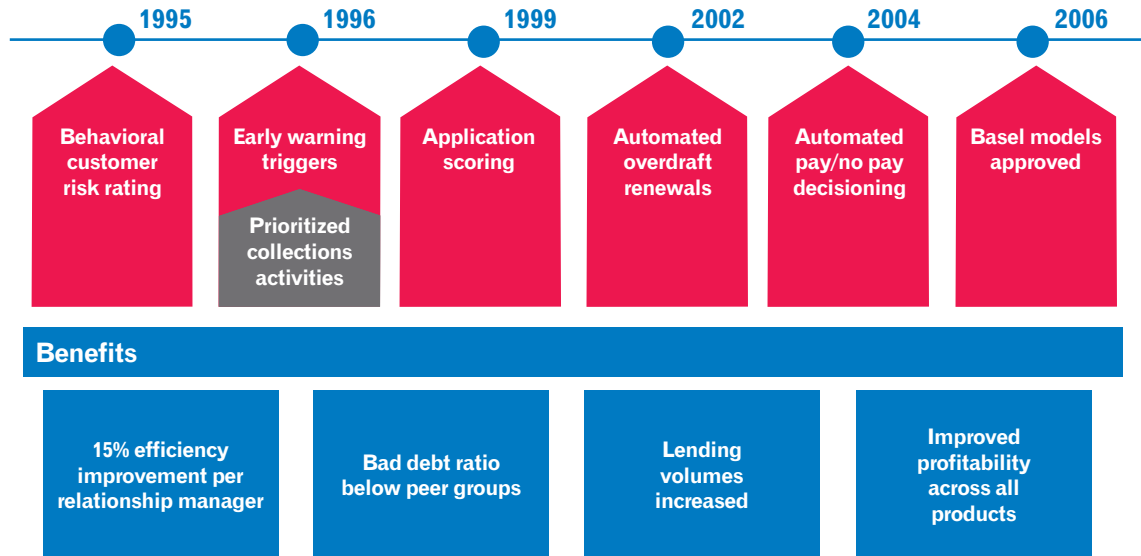 1995
1996
1999
2002
2004
2006
Behavioral
customer
risk rating
Early warning
triggers
Prioritized
collections
activities
Application
scoring
Automated
overdraft
renewals
Automated
pay/no pay
decisioning
Basel models
approved
Benefits
15% efficiency
improvement per
relationship manager
Bad debt ratio
below peer groups
Lending
volumes
increased
Improved
profitability
across all
products